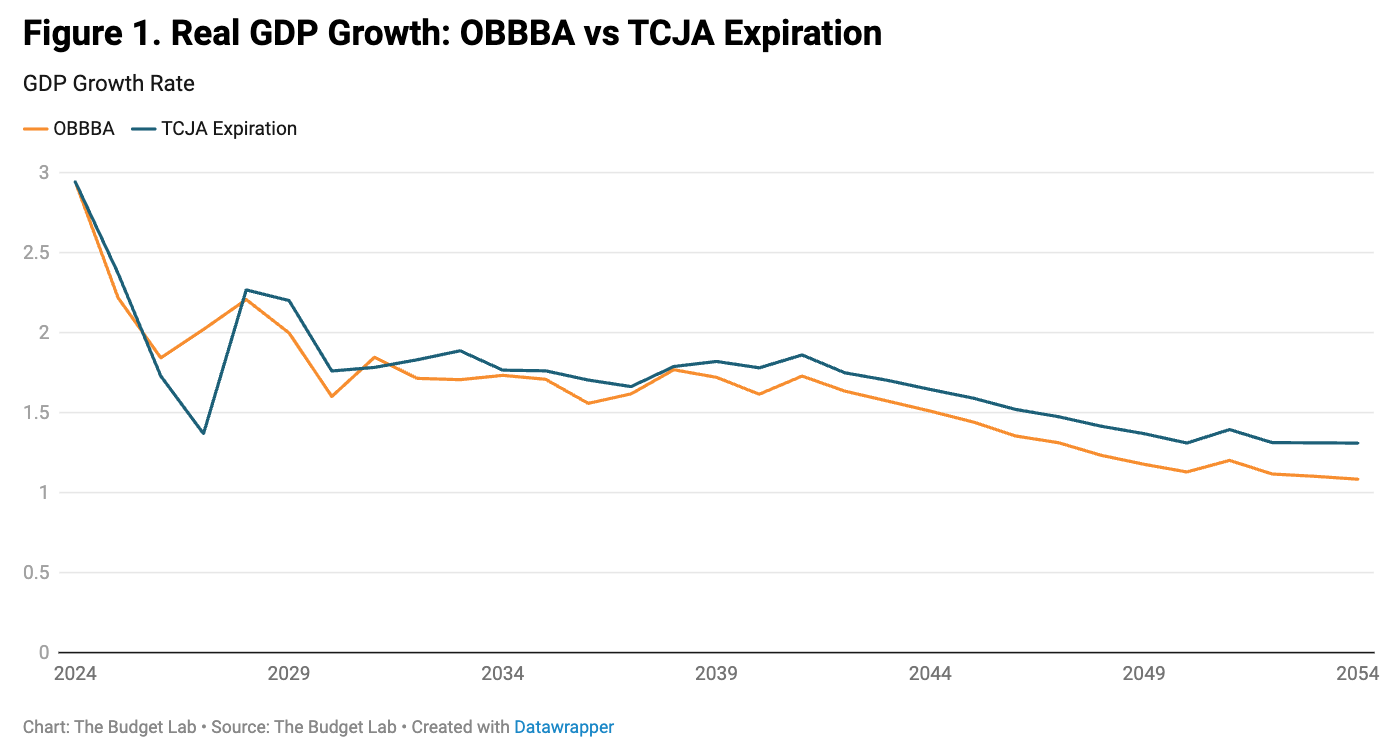 Figure 1. Real GDP Growth: OBBBA vs TCJA Expiration
GDP Growth Rate
OBBBA TCJA Expiration
3
2.5
2
1.5
1
0.5
0
2024 2029 2034 2039 2044 2049 2054
Chart: The Budget Lab • Source: The Budget Lab • Created with Datawrapper